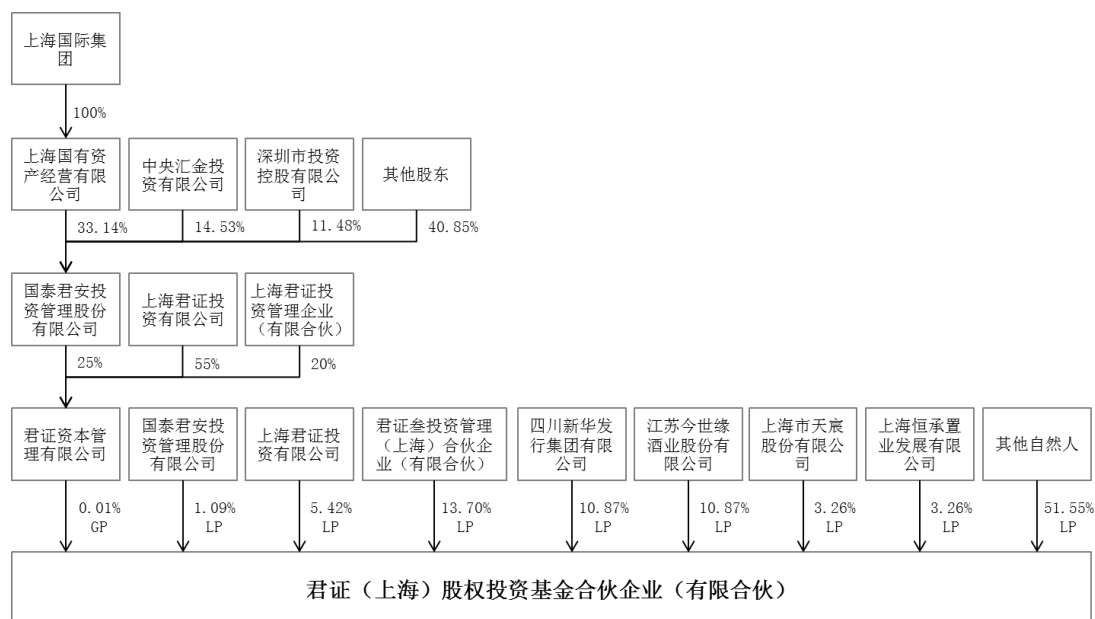 上海国际集
团
100%
上海国有资
产经营有限
公司
中央汇金投
资有限公司
深圳市投资
控股有限公
司
其他股东
33.14%
14.53%
11.48%
40.85%
国泰君安投
资管理股份
有限公司
上海君证投
资有限公司
上海君证投
资管理企业
（有限合伙）
25%
55%
20%
君证资本管
理有限公司
国泰君安投
资管理股份
有限公司
上海君证投
资有限公司
君证叁投资管理
（上海）合伙企
业（有限合伙）
四川新华发
行集团有限
公司
江苏今世缘
酒业股份有
限公司
上海市天宸
股份有限公
司
上海恒承置
业发展有限
公司
其他自然人
0.01%
GP
1.09%
LP
5.42%
LP
13.70%
LP
10.87%
LP
10.87%
LP
3.26%
LP
3.26%
LP
51.55%
LP
君证（上海）股权投资基金合伙企业（有限合伙）